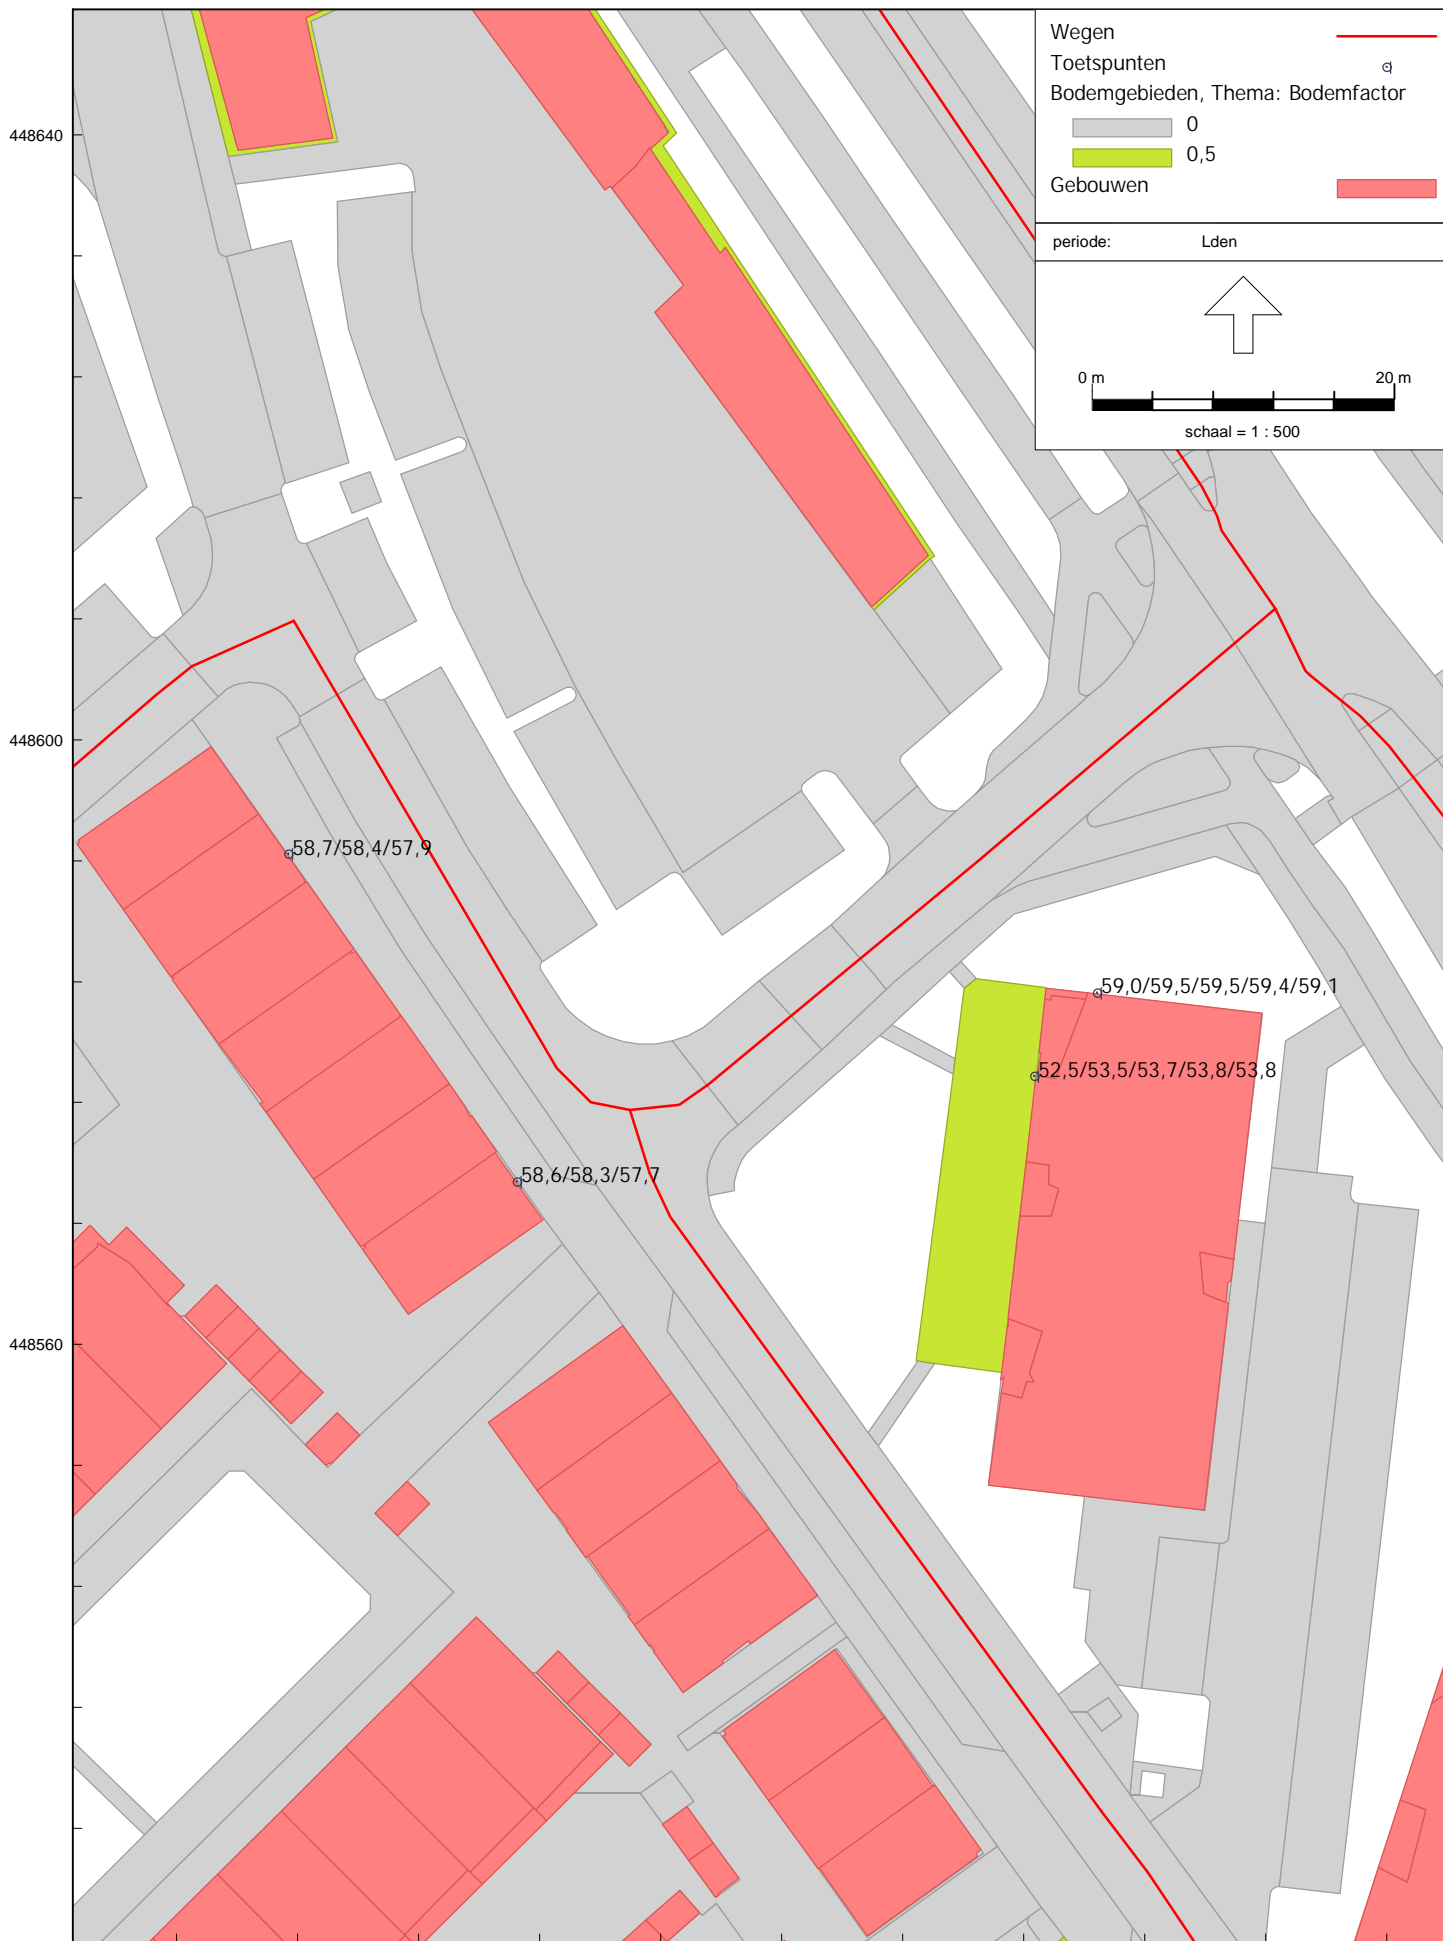 Wegen
Toetspunten
Bodemgebieden, Thema: Bodemfactor
0
0,5
Gebouwen
periode: Lden
0 m 20 m
schaal = 1 : 500
448640
448600
58,7/58,4/57,9
59,0/59,5/59,5/59,4/59,1
52,5/53,5/53,7/53,8/53,8
58,6/58,3/57,7
448560